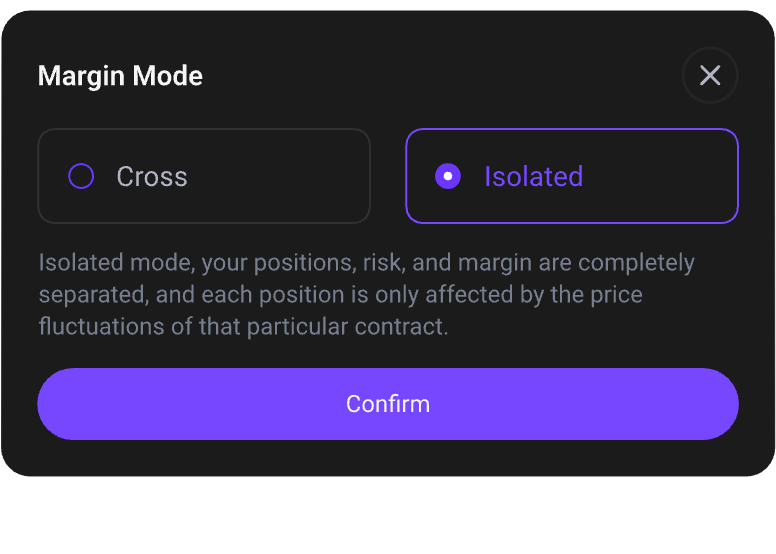 Margin Mode
Cross
Isolated
Isolated mode, your positions, risk, and margin are completely
separated, and each position is only affected by the price
fluctuations of that particular contract.
Confirm